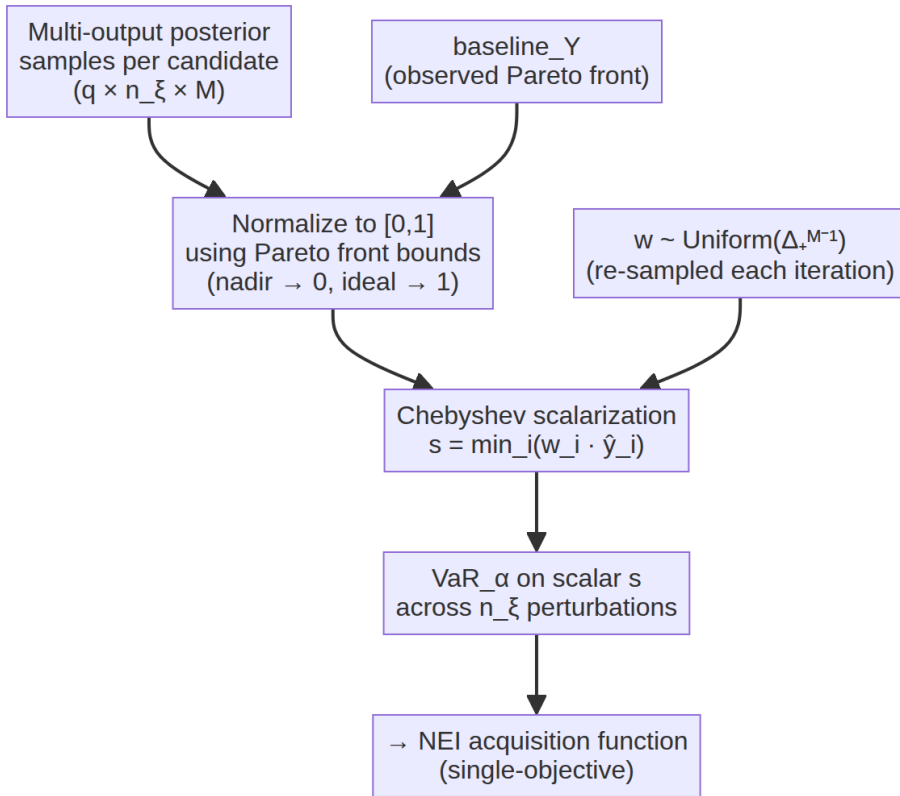 Multi-output posterior
samples per candidate
(q × n_ξ × M)
baseline_Y
(observed Pareto front)
Normalize to [0,1]
using Pareto front bounds
(nadir → 0, ideal → 1)
w ~ Uniform(Δ₊ᴹ⁻¹)
(re-sampled each iteration)
Chebyshev scalarization
s = min_i(w_i · ŷ_i)
VaR_α on scalar s
across n_ξ perturbations
→ NEI acquisition function
(single-objective)